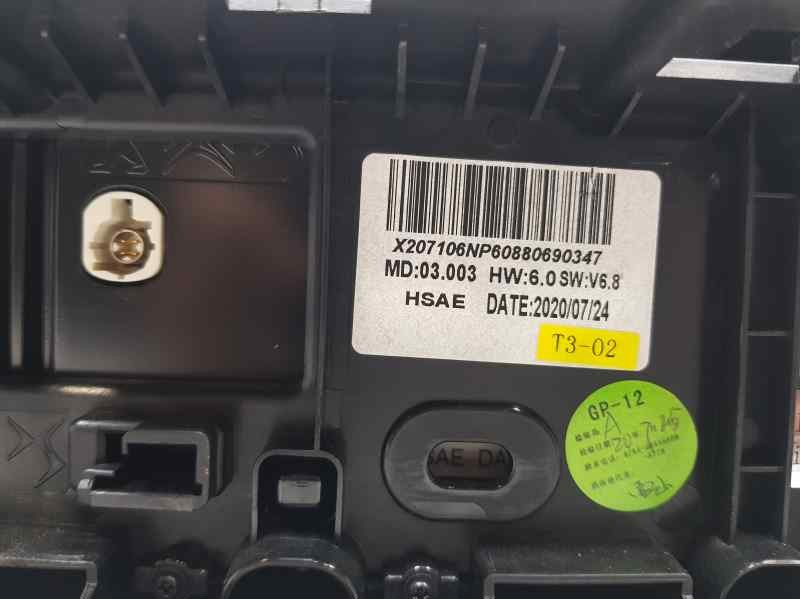 X207106NP60880690347
MD:03.003 HW:6.0 SW:V6.8
HSAE DATE:2020/07/24
T3-02
GP-12
A
AE DA